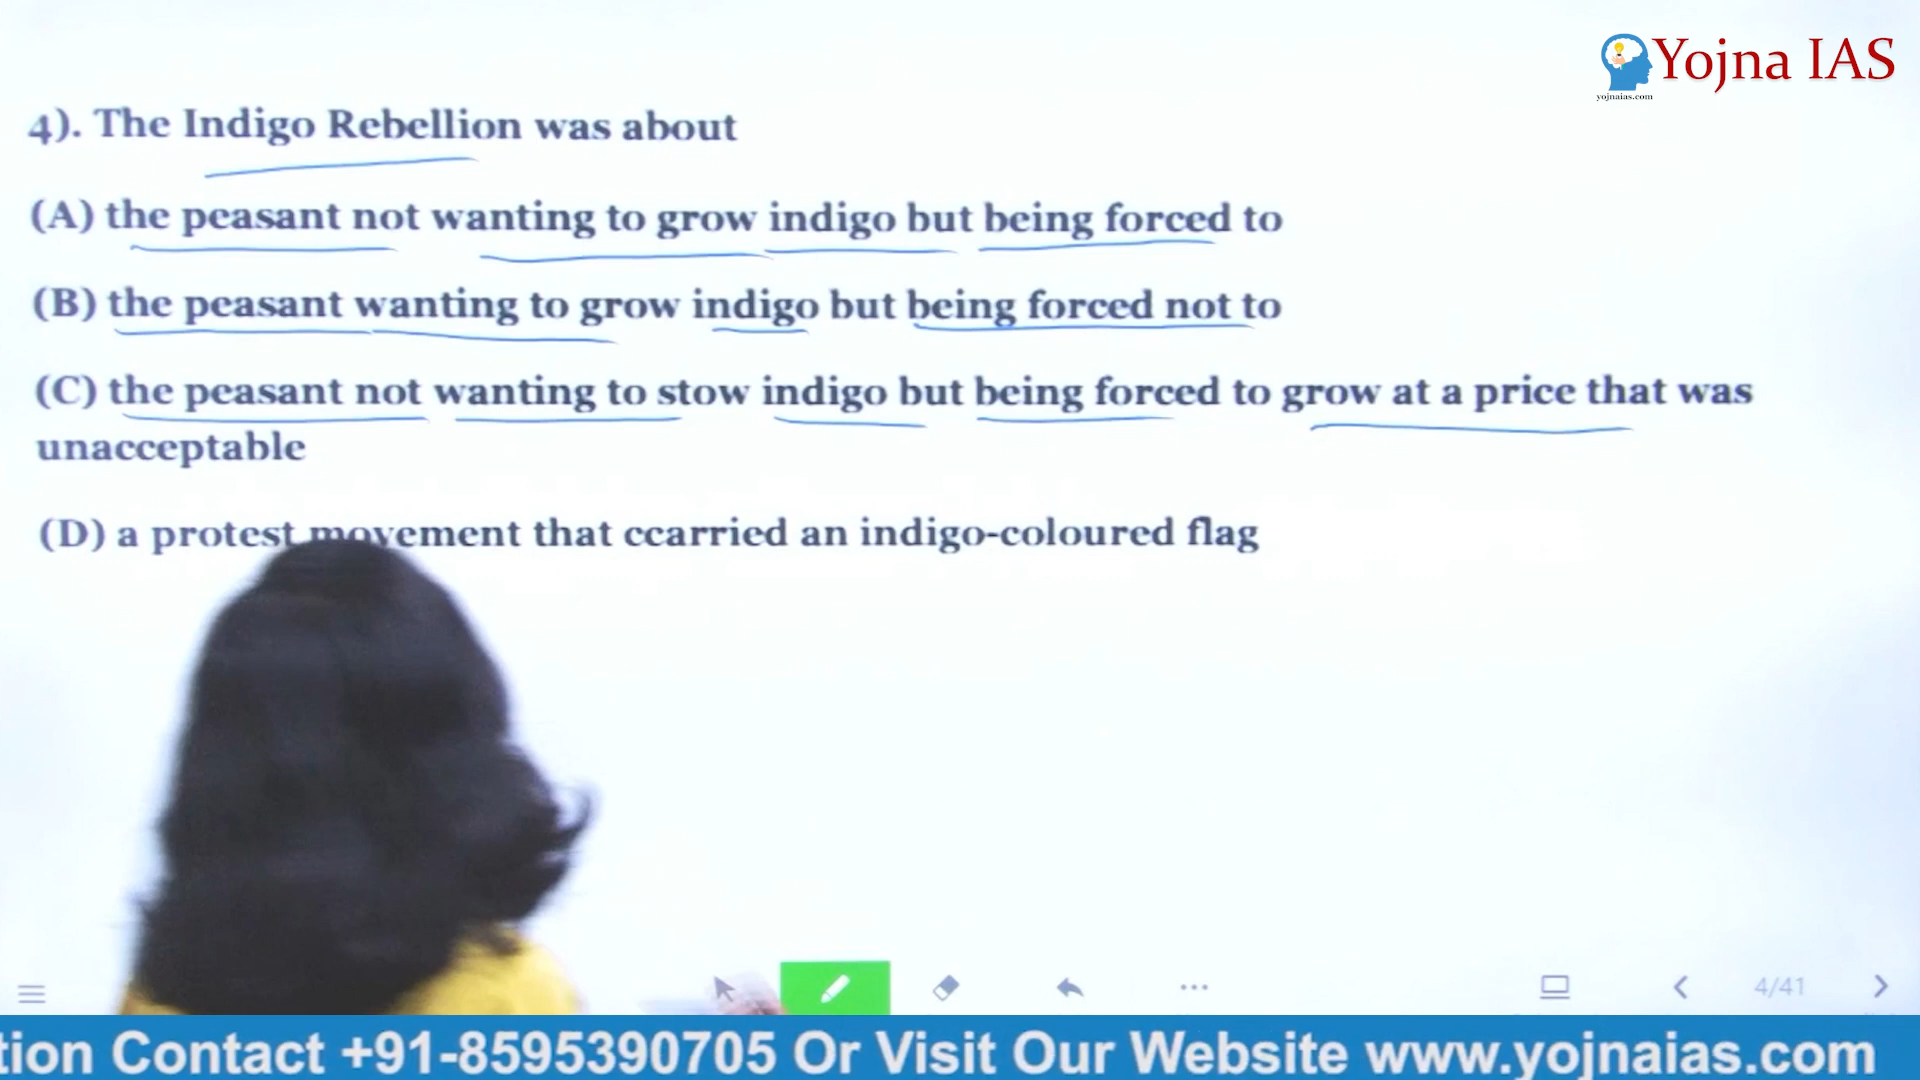 Yojna IAS
yojnaias.com
4). The Indigo Rebellion was about
(A) the peasant not wanting to grow indigo but being forced to
(B) the peasant wanting to grow indigo but being forced not to
(C) the peasant not wanting to stow indigo but being forced to grow at a price that was
unacceptable
(D) a protest movement that ccarried an indigo-coloured flag
4/41
tion Contact +91-8595390705 Or Visit Our Website www.yojnaias.com